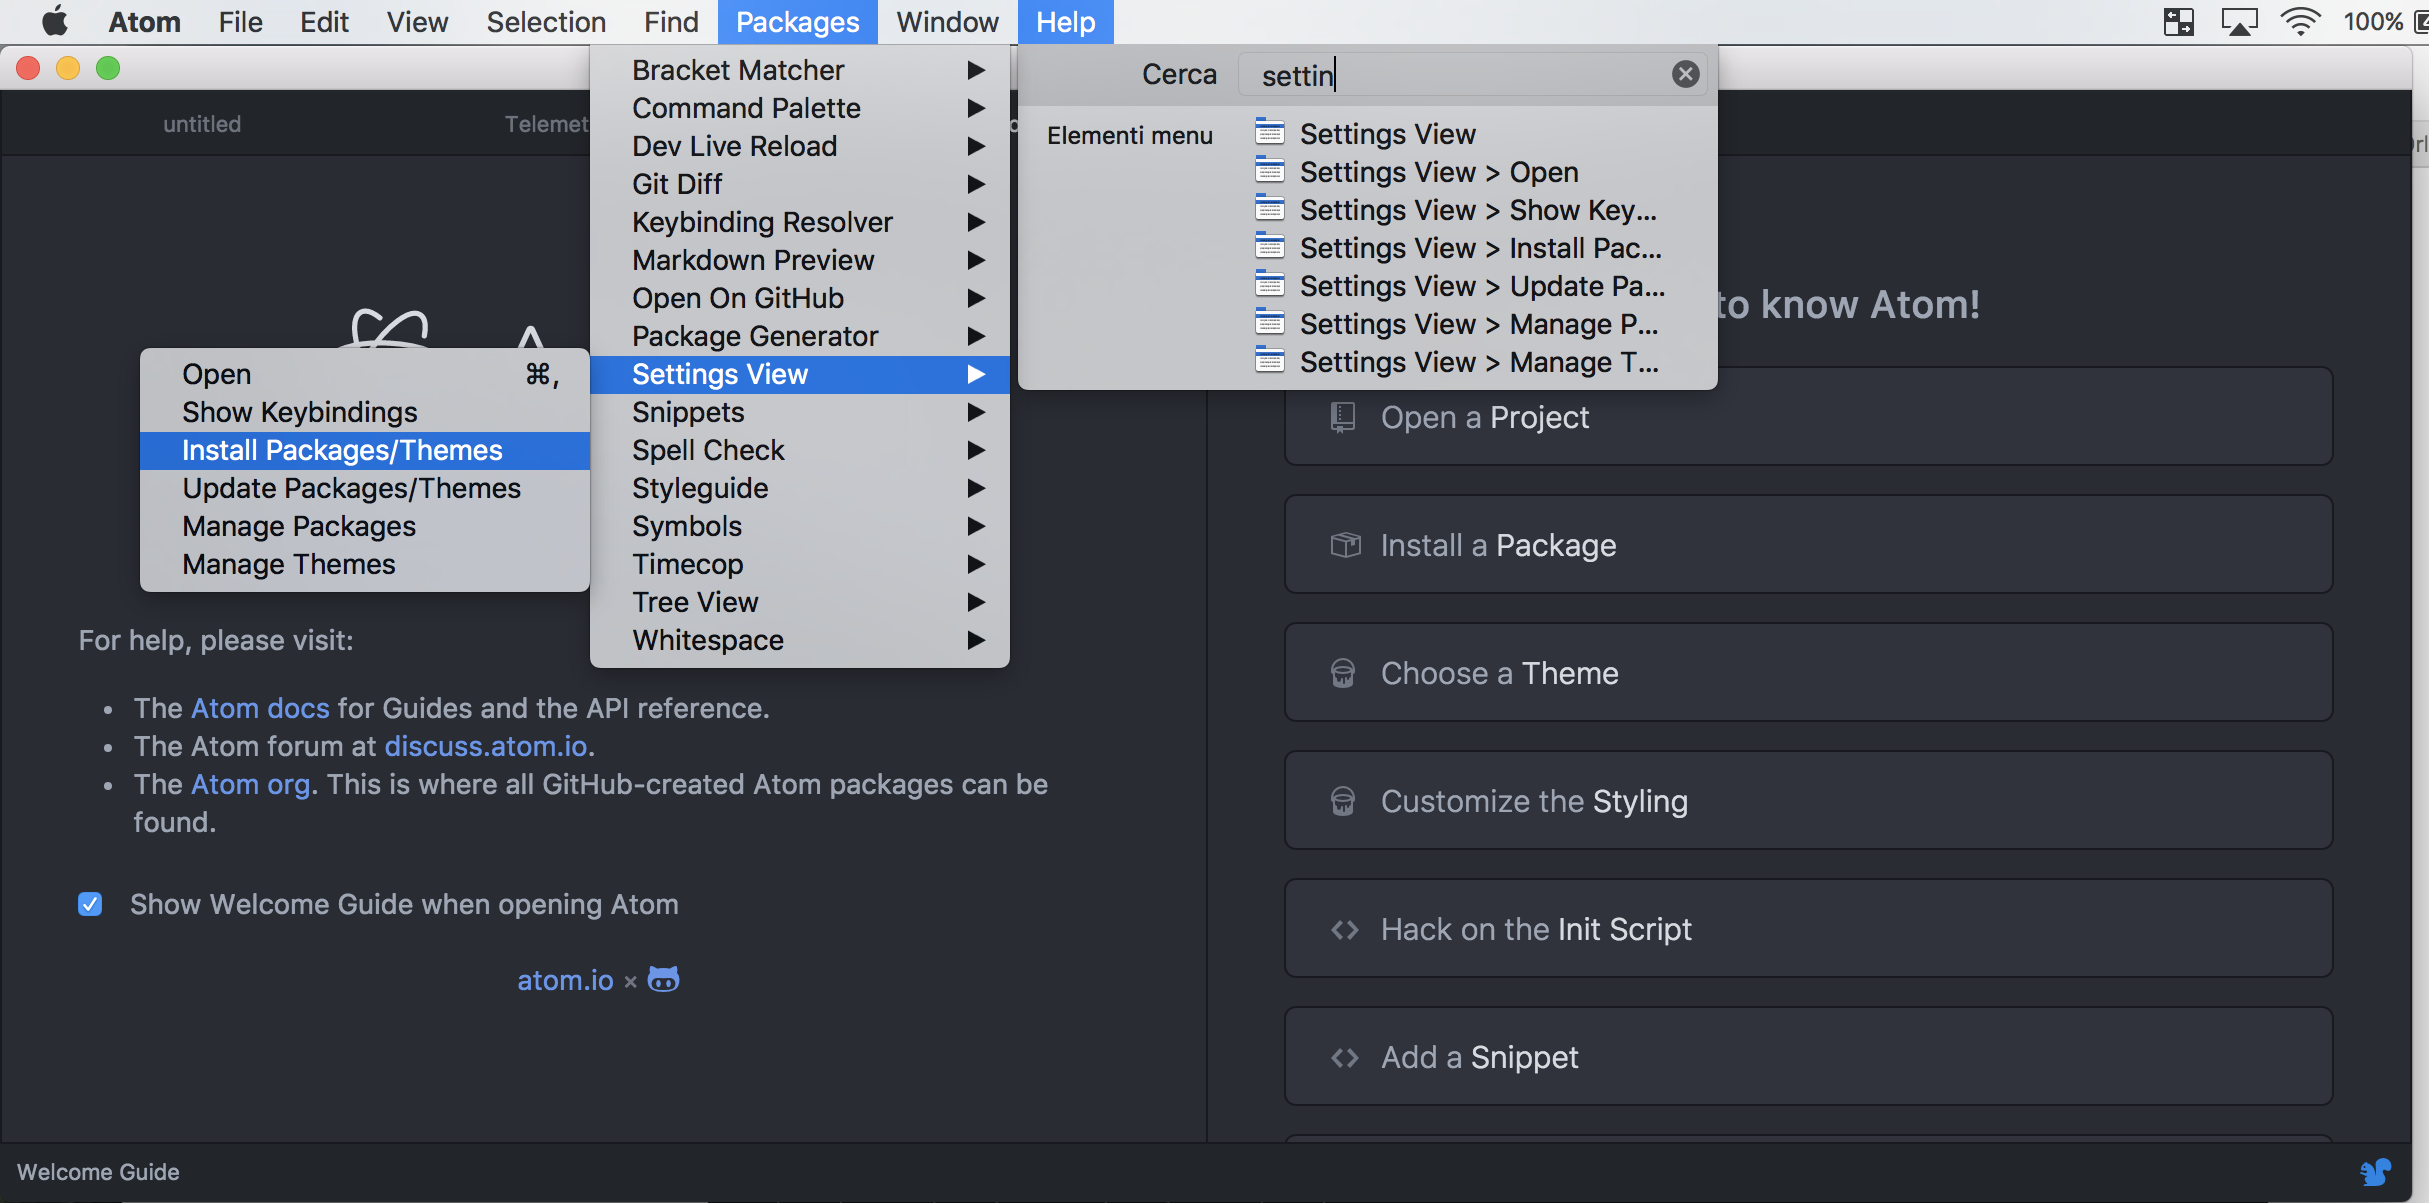 Atom File Edit View Selection Find Packages Window Help 100%
untitled
Telemet
Bracket Matcher
Command Palette
Dev Live Reload
Git Diff
Keybinding Resolver
Markdown Preview
Open On GitHub
Package Generator
Settings View
Snippets
Spell Check
Styleguide
Symbols
Timecop
Tree View
Whitespace
Open ⌘,
Show Keybindings
Install Packages/Themes
Update Packages/Themes
Manage Packages
Manage Themes
Cerca settin
Elementi menu
Settings View
Settings View > Open
Settings View > Show Key...
Settings View > Install Pac...
Settings View > Update Pa...
Settings View > Manage P...
Settings View > Manage T...
For help, please visit:
• The Atom docs for Guides and the API reference.
• The Atom forum at discuss.atom.io.
• The Atom org. This is where all GitHub-created Atom packages can be
found.
Show Welcome Guide when opening Atom
atom.io ×
to know Atom!
Open a Project
Install a Package
Choose a Theme
Customize the Styling
Hack on the Init Script
Add a Snippet
Welcome Guide